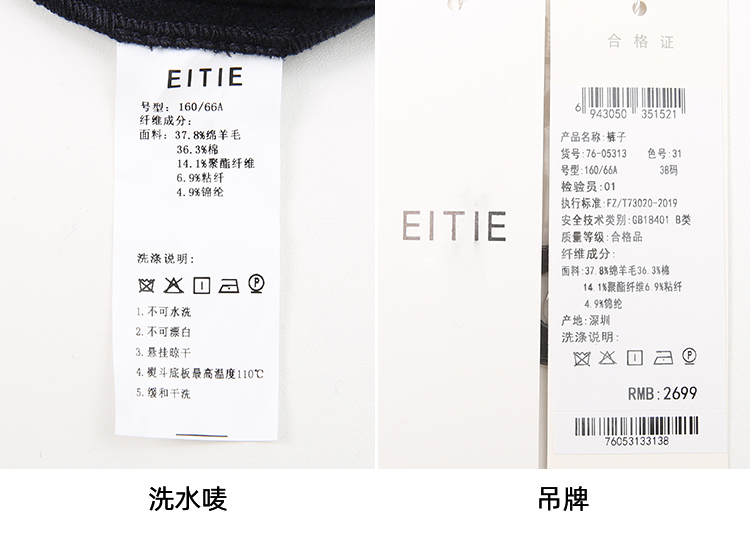 EITIE
号型: 160/66A
纤维成分:
面料: 37.8%绵羊毛
36.3%棉
14.1%聚酯纤维
6.9%粘纤
4.9%锦纶
洗涤说明:
P
1.不可水洗
2.不可漂白
3.悬挂晾干
4.熨斗底板最高温度110℃
5.缓和干洗
洗水唛
EITIE
合格证
6 943050 351521
产品名称: 裤子
货号: 76-05313 色号: 31
号型: 160/66A 38码
检验员: 01
执行标准: FZ/T73020-2019
安全技术类别: GB18401 B类
质量等级: 合格品
纤维成分:
面料: 37.8%绵羊毛36.3%棉
14.1%聚酯纤维6.9%粘纤
4.9%锦纶
产地: 深圳
洗涤说明:
P
RMB: 2699
76053133138
吊牌